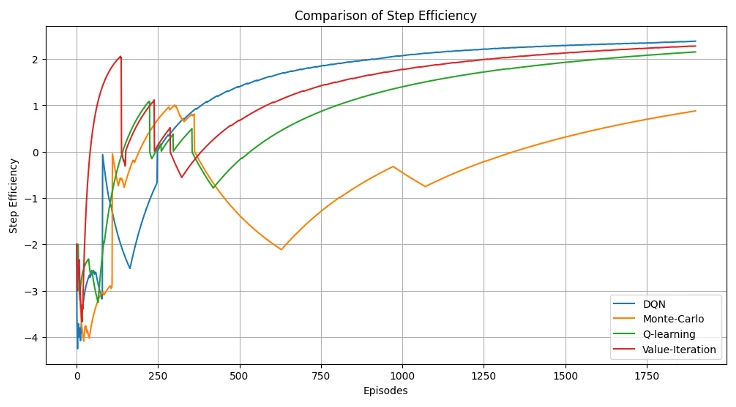 Comparison of Step Efficiency
2
1
0
−1
−2
−3
−4
Step Efficiency
0
250
500
750
1000
1250
1500
1750
Episodes
DQN
Monte-Carlo
Q-learning
Value-Iteration